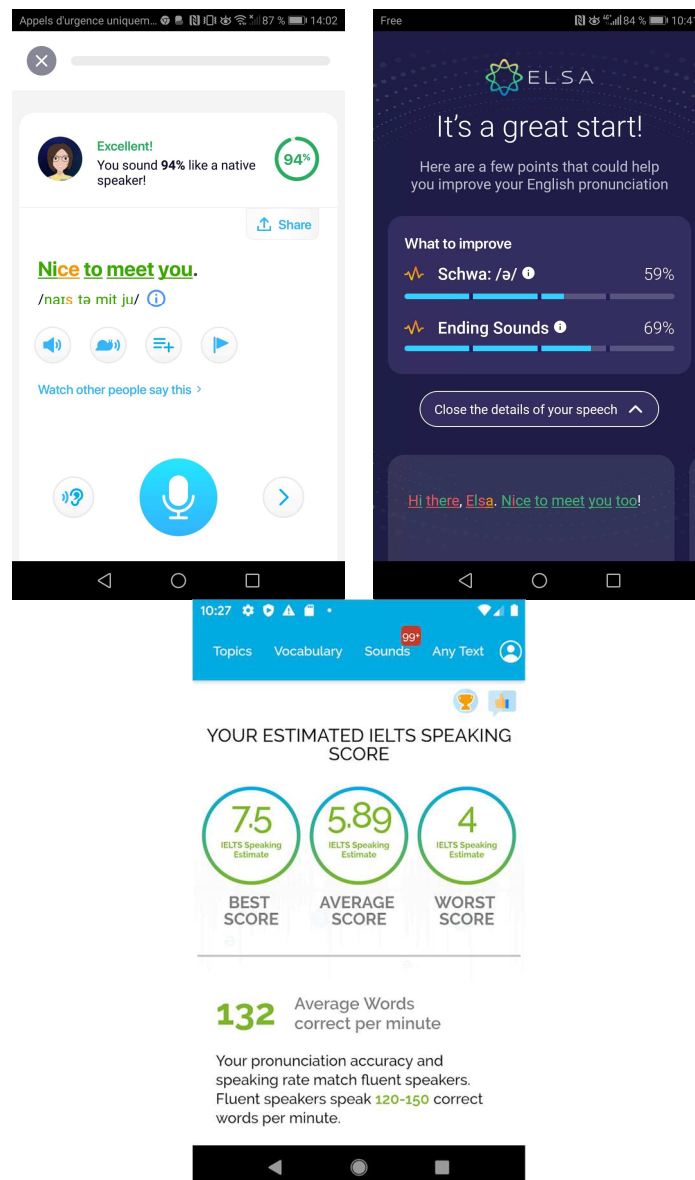 Appels d'urgence uniquem... 87 % 14:02
Excellent!
You sound 94% like a native
speaker!
94%
Share
Nice to meet you.
/naɪs tə mit ju/
Watch other people say this >
Free 4G+ 84 % 10:41
ELSA
It's a great start!
Here are a few points that could help
you improve your English pronunciation
What to improve
Schwa: /ə/ 59%
Ending Sounds 69%
Close the details of your speech
Hi there, Elsa. Nice to meet you too!
10:27
99+
Topics Vocabulary Sounds Any Text
YOUR ESTIMATED IELTS SPEAKING
SCORE
7.5 5.89 4
IELTS Speaking IELTS Speaking IELTS Speaking
Estimate Estimate Estimate
BEST AVERAGE WORST
SCORE SCORE SCORE
132 Average Words
correct per minute
Your pronunciation accuracy and
speaking rate match fluent speakers.
Fluent speakers speak 120-150 correct
words per minute.